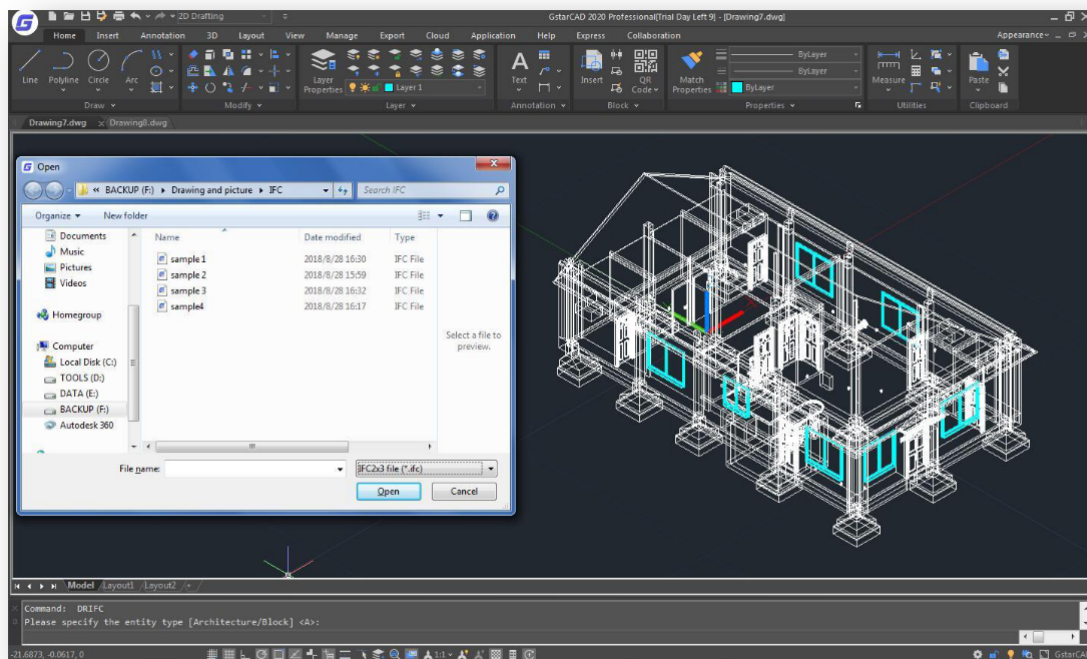 2D Drafting
GstarCAD 2020 Professional[Trial Day Left 9] - [Drawing7.dwg]
Home Insert Annotation 3D Layout View Manage Export Cloud Application Help Express Collaboration Appearance
Line Polyline Circle Arc Layer Properties Layer 1 Text Insert QR Code Match Properties ByLayer ByLayer ByLayer Measure Paste
Draw Modify Layer Annotation Block Properties Utilities Clipboard
Drawing7.dwg Drawing8.dwg
Open
« BACKUP (F:) Drawing and picture IFC Search IFC
Organize New folder
Documents
Music
Pictures
Videos
Homegroup
Computer
Local Disk (C:)
TOOLS (D:)
DATA (E:)
BACKUP (F:)
Autodesk 360
Name Date modified Type
sample 1 2018/8/28 16:30 IFC File
sample 2 2018/8/28 15:59 IFC File
sample 3 2018/8/28 16:32 IFC File
sample4 2018/8/28 16:17 IFC File
Select a file to
preview.
File name: IFC2x3 file (*.ifc)
Open Cancel
Model Layout1 Layout2 +
Command: DRIFC
Please specify the entity type [Architecture/Block] <A>:
-21.6873, -0.0617, 0 1:1 GstarCAD